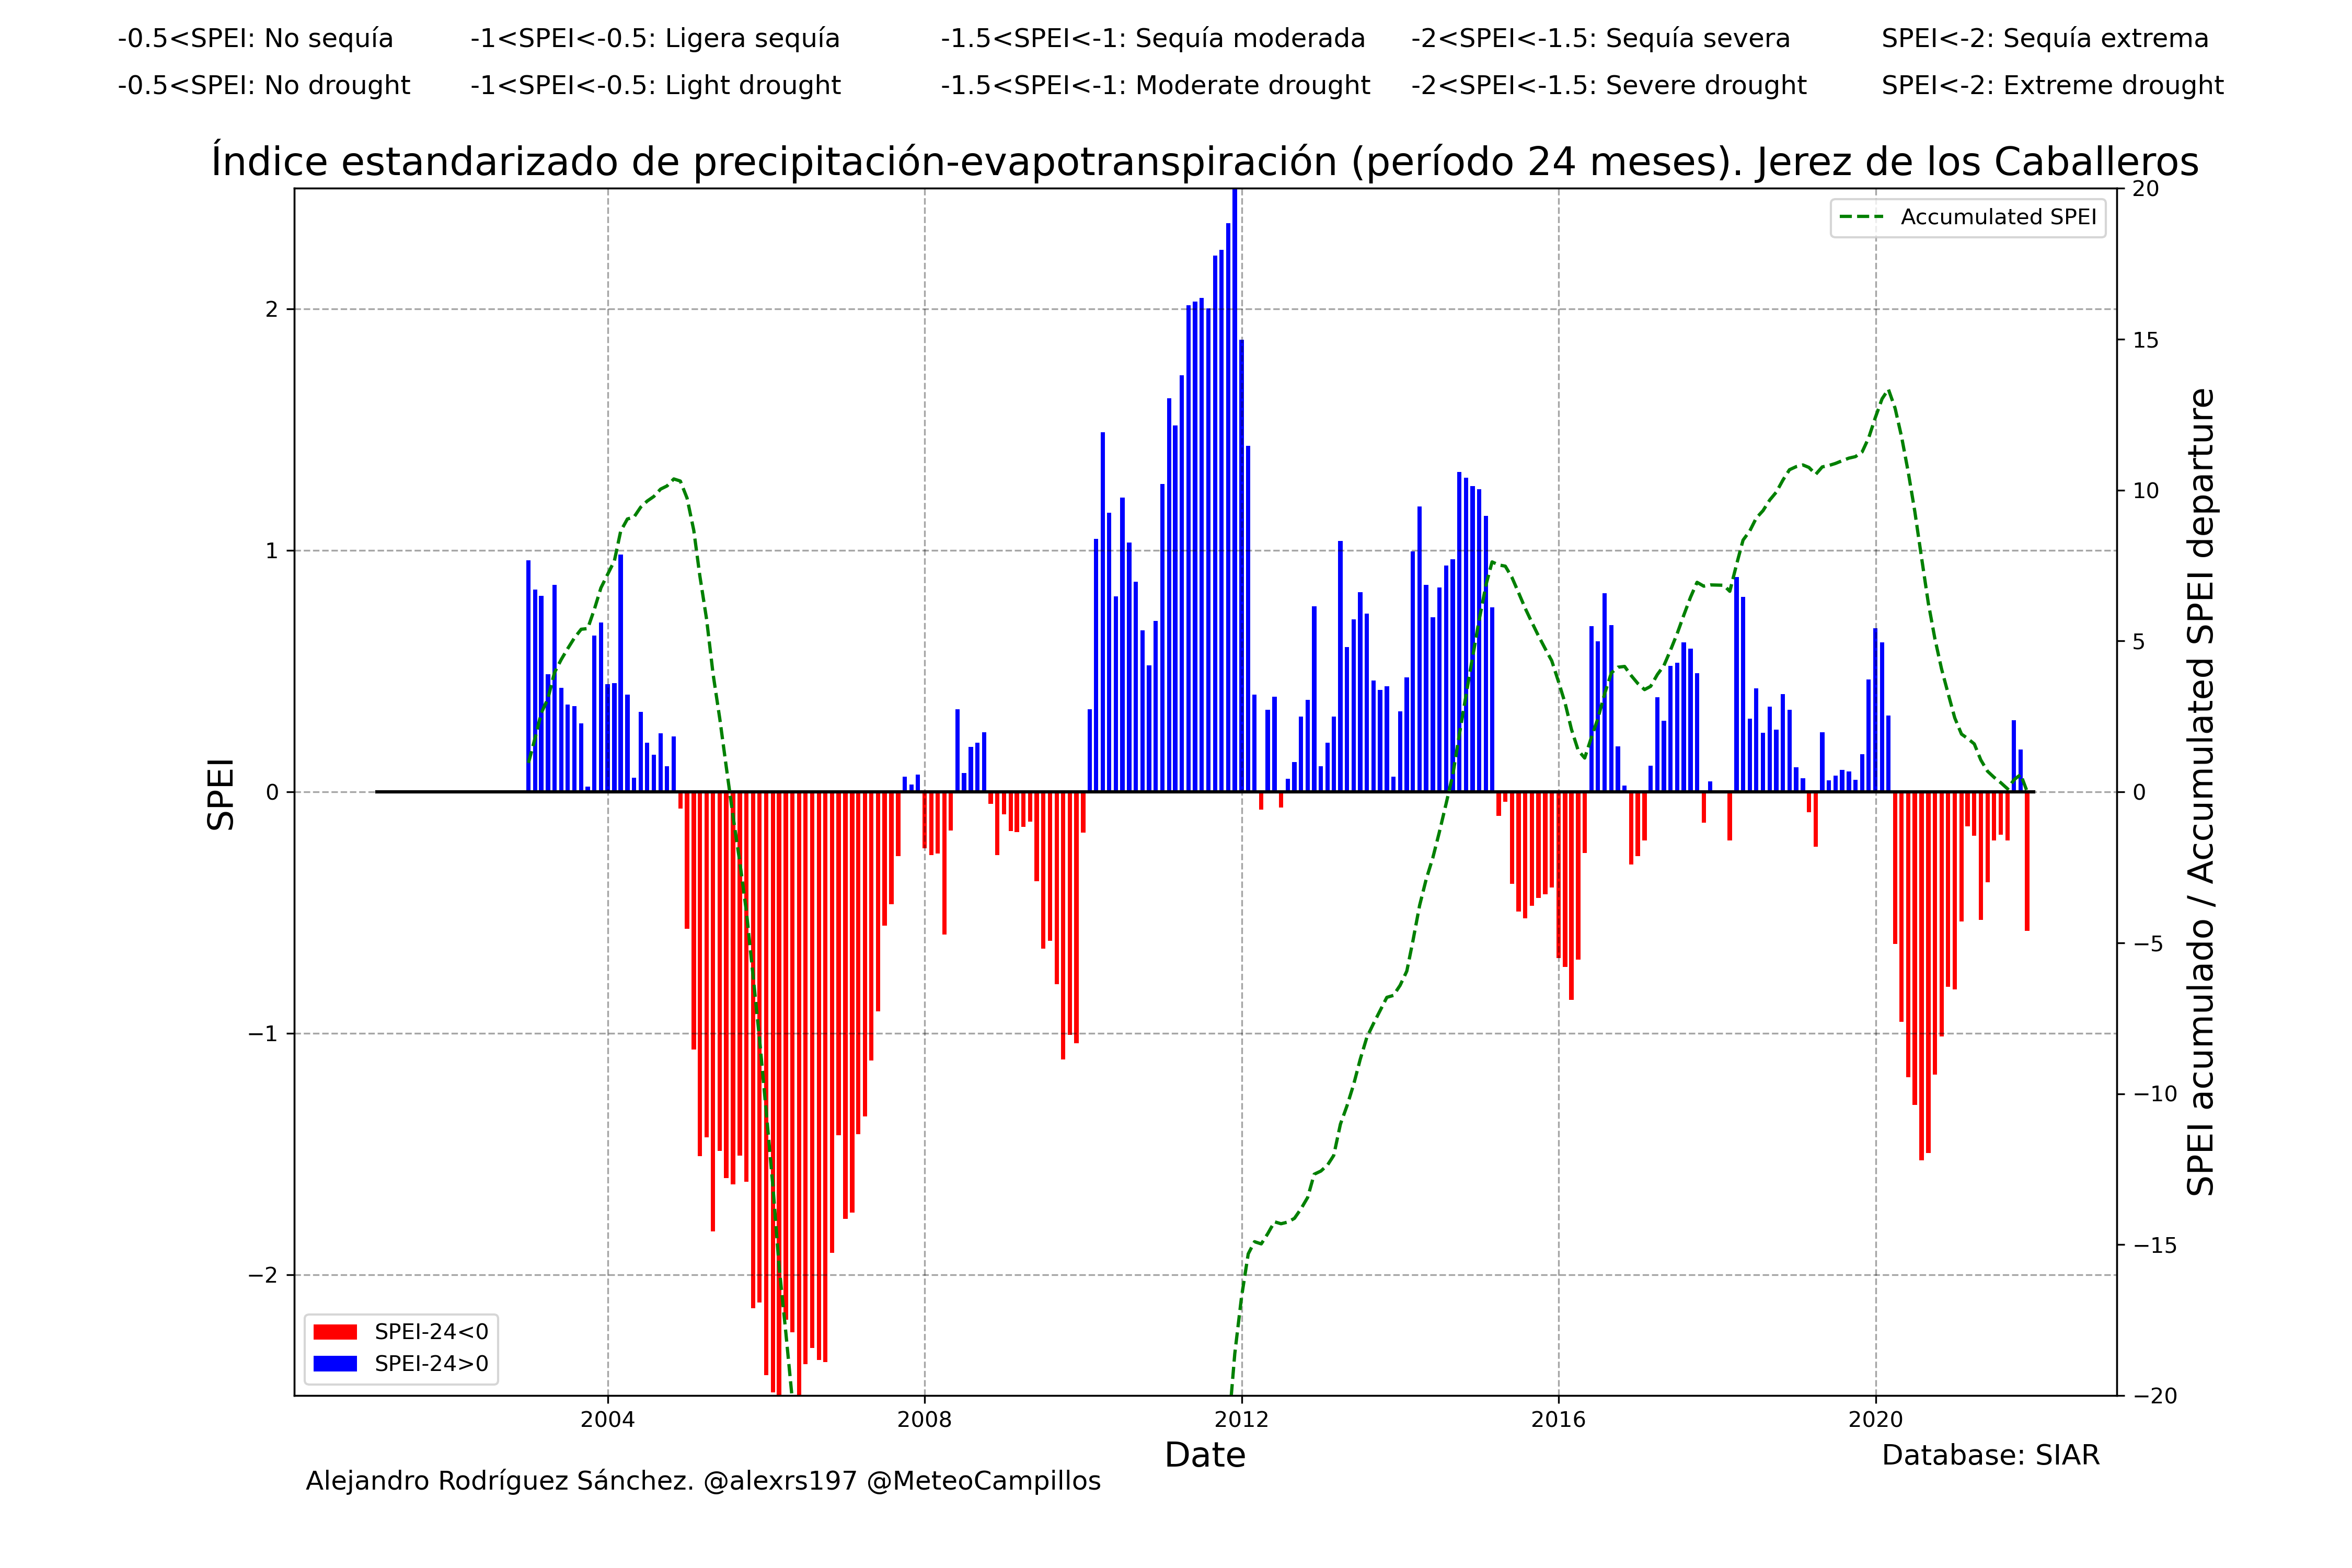 -0.5<SPEI: No sequía -1<SPEI<-0.5: Ligera sequía -1.5<SPEI<-1: Sequía moderada -2<SPEI<-1.5: Sequía severa SPEI<-2: Sequía extrema
-0.5<SPEI: No drought -1<SPEI<-0.5: Light drought -1.5<SPEI<-1: Moderate drought -2<SPEI<-1.5: Severe drought SPEI<-2: Extreme drought
Índice estandarizado de precipitación-evapotranspiración (período 24 meses). Jerez de los Caballeros
Accumulated SPEI
SPEI
2
1
0
−1
−2
20
15
10
5
0
−5
−10
−15
−20
SPEI acumulado / Accumulated SPEI departure
SPEI-24<0
SPEI-24>0
2004 2008 2012 2016 2020
Date
Database: SIAR
Alejandro Rodríguez Sánchez. @alexrs197 @MeteoCampillos